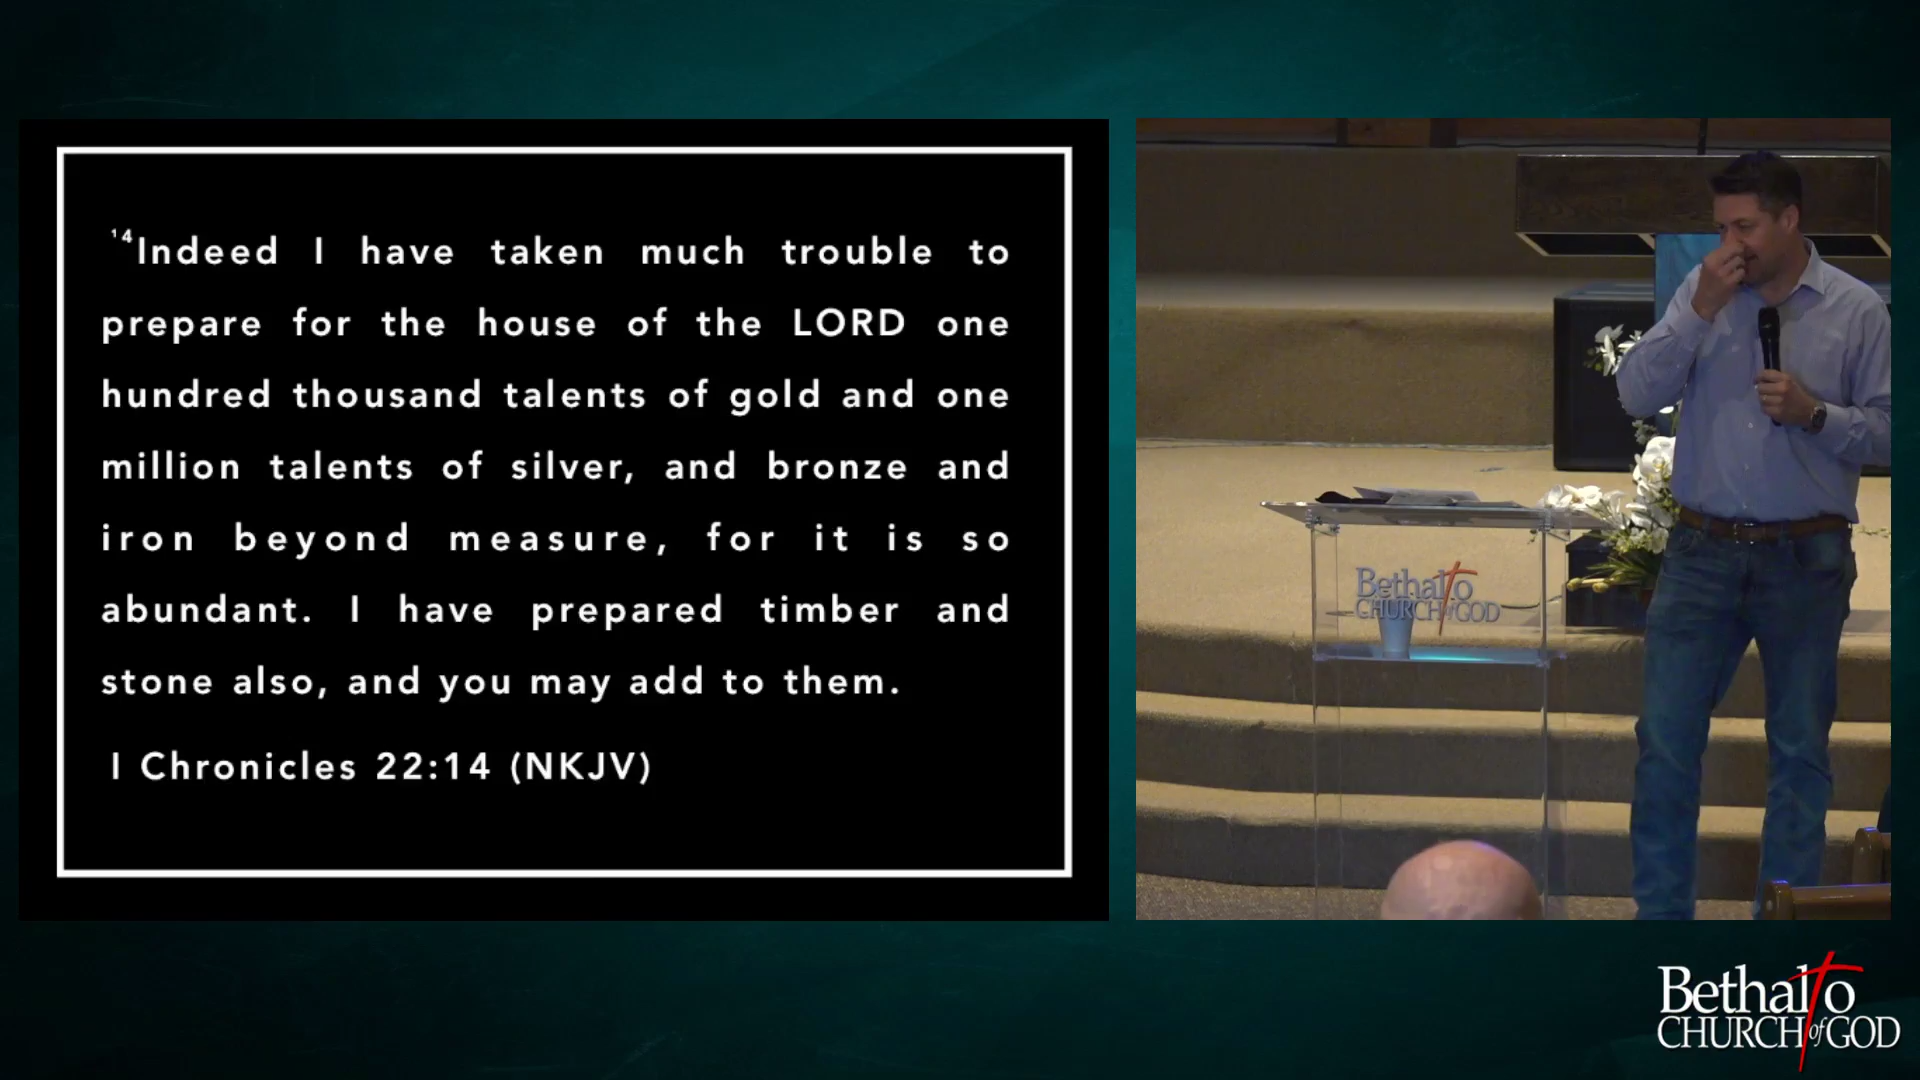 ¹⁴Indeed I have taken much trouble to
prepare for the house of the LORD one
hundred thousand talents of gold and one
million talents of silver, and bronze and
iron beyond measure, for it is so
abundant. I have prepared timber and
stone also, and you may add to them.
I Chronicles 22:14 (NKJV)
Bethalto
CHURCH of GOD
Bethalto
CHURCH of GOD